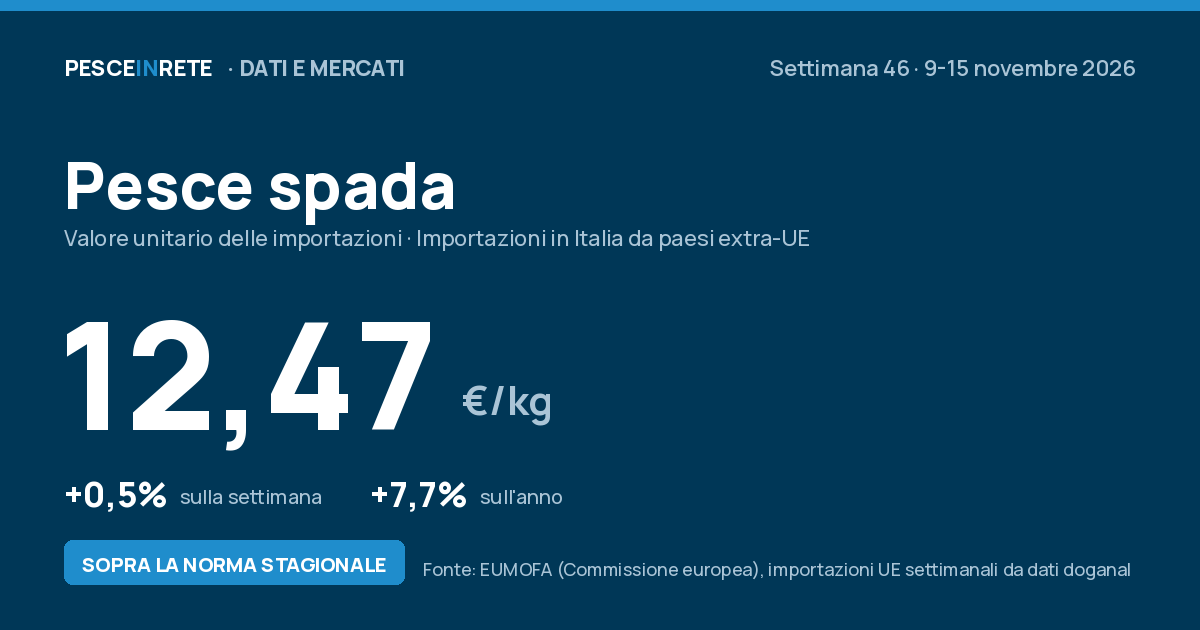 PESCEINRETE · DATI E MERCATI
Settimana 46 · 9-15 novembre 2026
Pesce spada
Valore unitario delle importazioni · Importazioni in Italia da paesi extra-UE
12,47 €/kg
+0,5% sulla settimana +7,7% sull'anno
SOPRA LA NORMA STAGIONALE
Fonte: EUMOFA (Commissione europea), importazioni UE settimanali da dati doganal